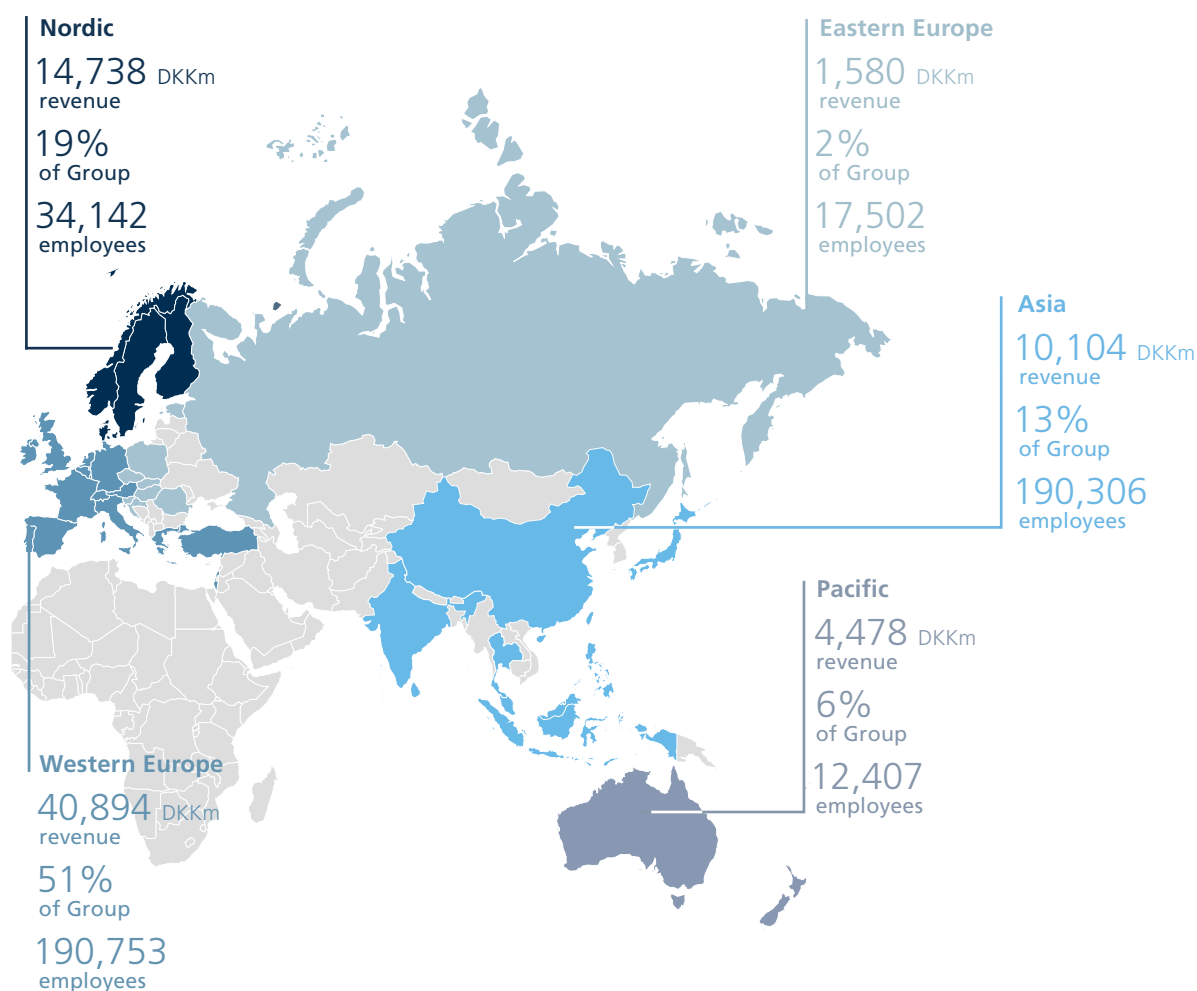 Nordic
14,738 DKKm
revenue
19%
of Group
34,142
employees
Eastern Europe
1,580 DKKm
revenue
2%
of Group
17,502
employees
Asia
10,104 DKKm
revenue
13%
of Group
190,306
employees
Pacific
4,478 DKKm
revenue
6%
of Group
12,407
employees
Western Europe
40,894 DKKm
revenue
51%
of Group
190,753
employees